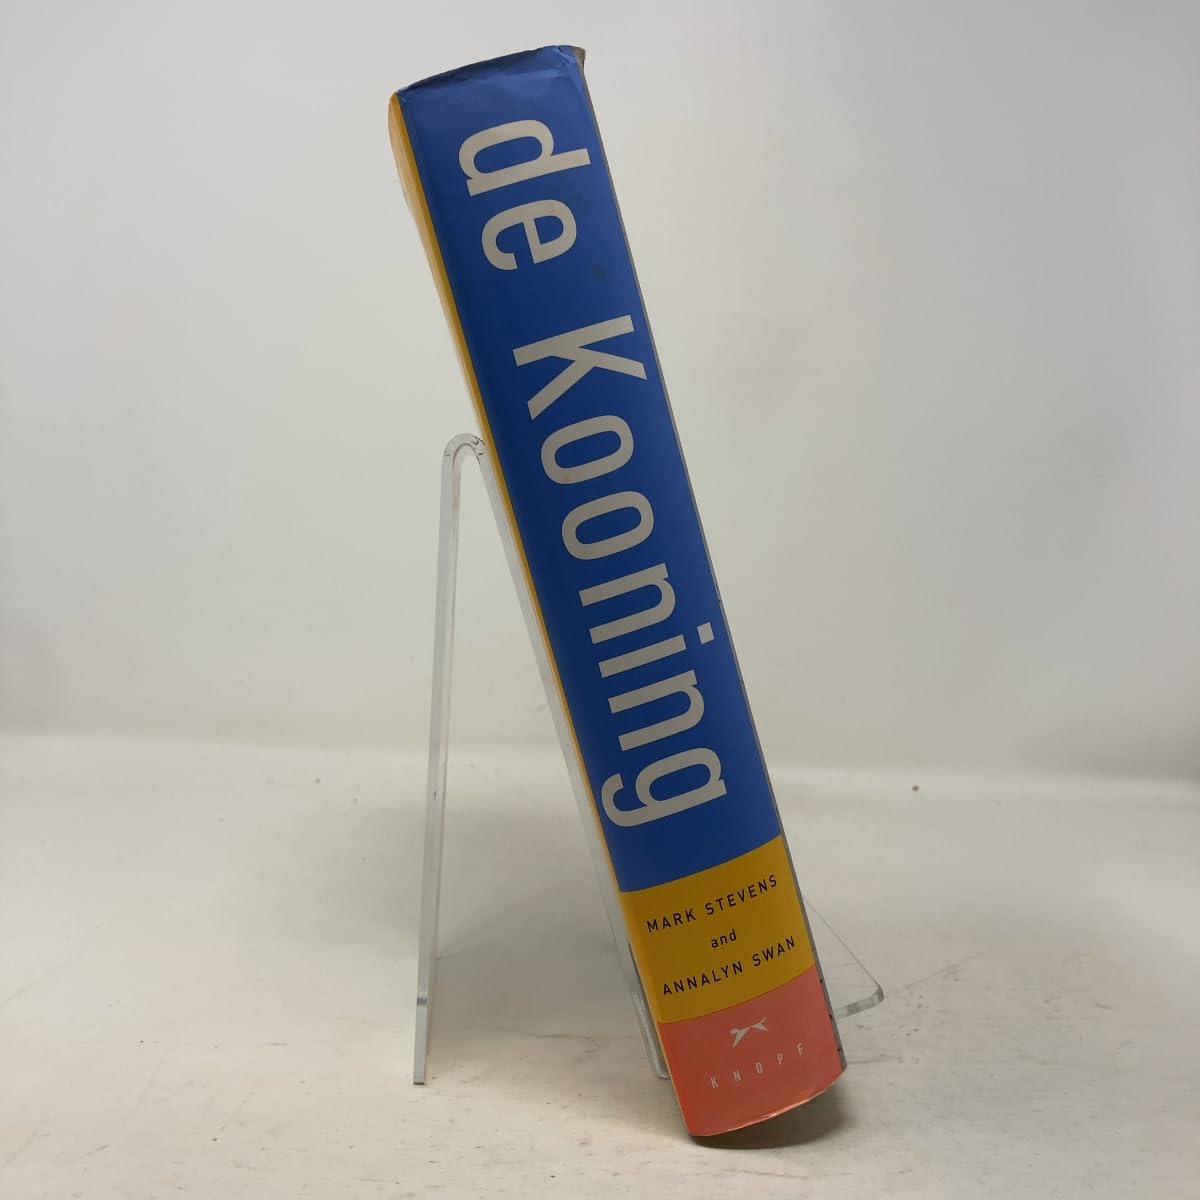 de Kooning
MARK STEVENS
and
ANNALYN SWAN
KNOPF